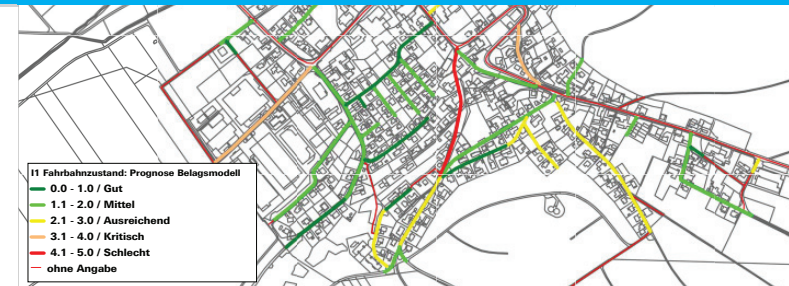 I1 Fahrbahnzustand: Prognose Belagsmodell
0.0 - 1.0 / Gut
1.1 - 2.0 / Mittel
2.1 - 3.0 / Ausreichend
3.1 - 4.0 / Kritisch
4.1 - 5.0 / Schlecht
ohne Angabe